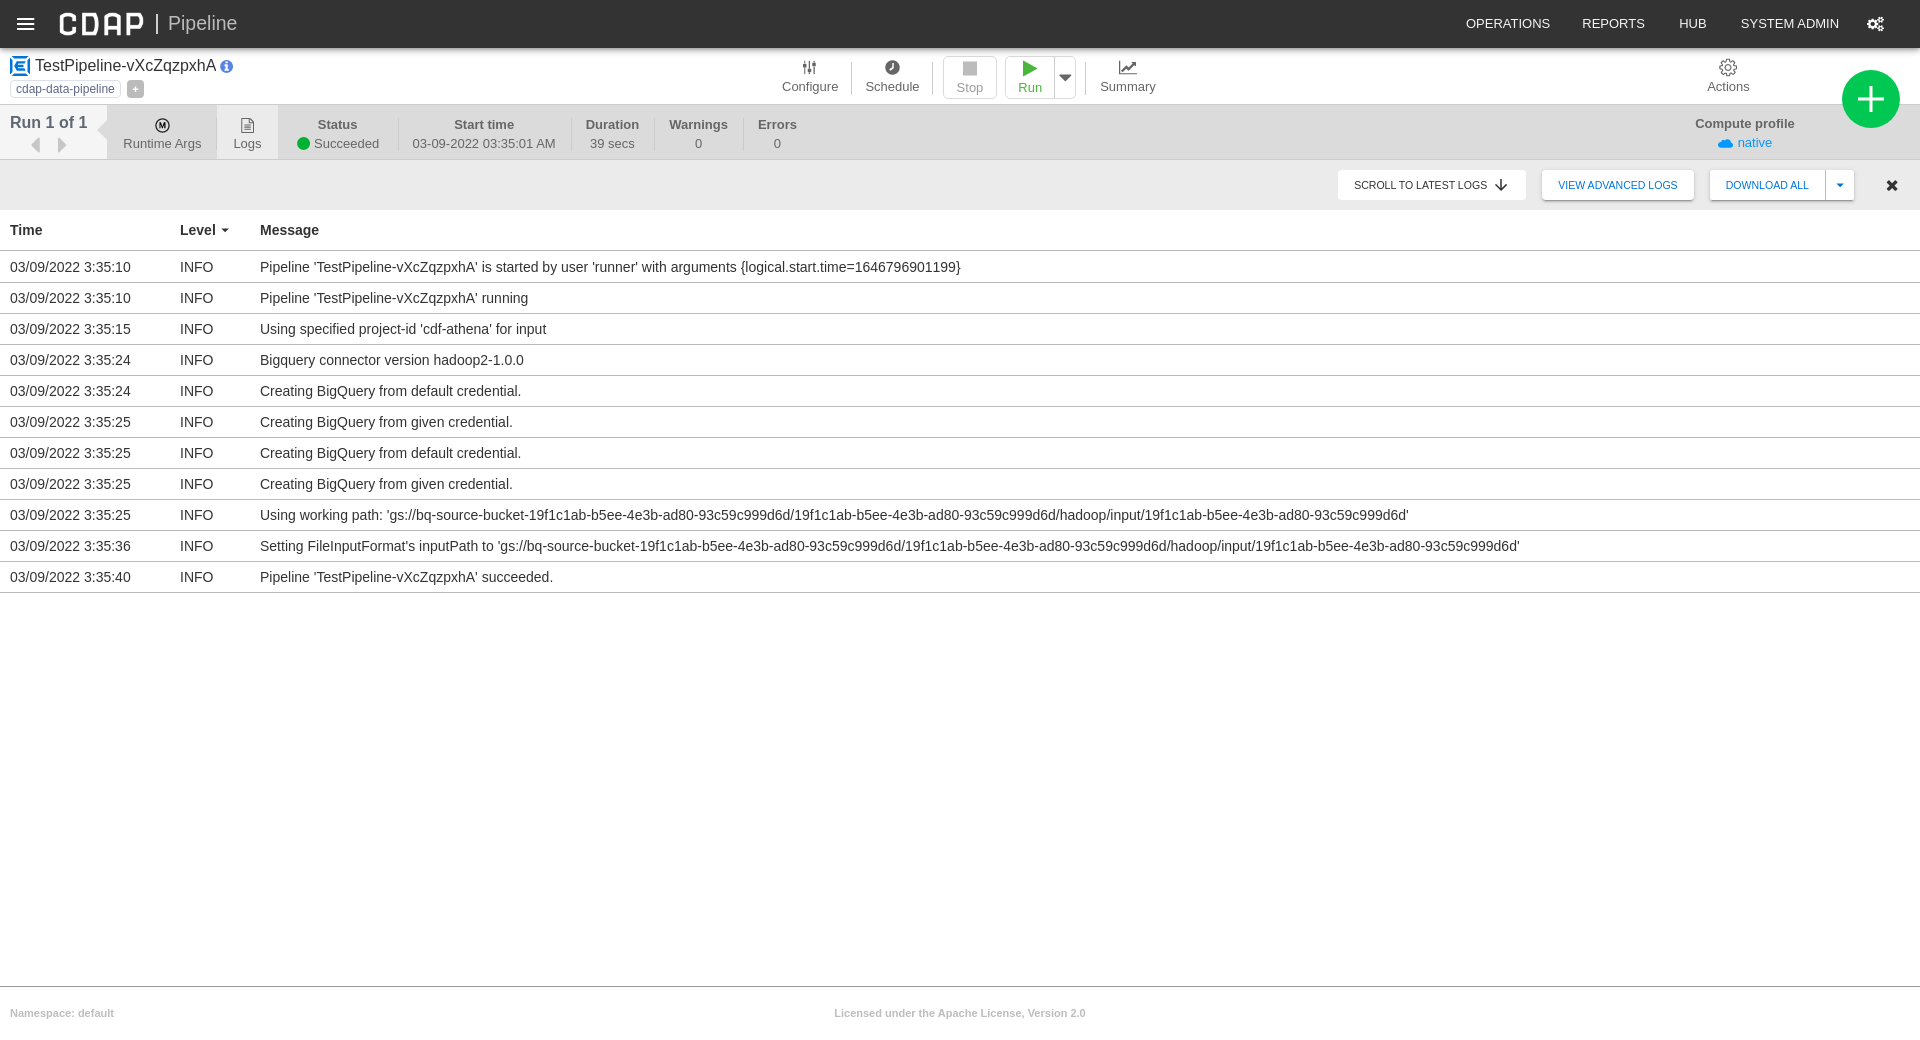 CDAP | Pipeline OPERATIONS REPORTS HUB SYSTEM ADMIN
TestPipeline-vXcZqzpxhA
cdap-data-pipeline +
Configure Schedule Stop Run Summary Actions
Run 1 of 1
Runtime Args
Logs
Status
Succeeded
Start time
03-09-2022 03:35:01 AM
Duration
39 secs
Warnings
0
Errors
0
Compute profile
native
SCROLL TO LATEST LOGS VIEW ADVANCED LOGS DOWNLOAD ALL
Time Level Message
03/09/2022 3:35:10 INFO Pipeline 'TestPipeline-vXcZqzpxhA' is started by user 'runner' with arguments {logical.start.time=1646796901199}
03/09/2022 3:35:10 INFO Pipeline 'TestPipeline-vXcZqzpxhA' running
03/09/2022 3:35:15 INFO Using specified project-id 'cdf-athena' for input
03/09/2022 3:35:24 INFO Bigquery connector version hadoop2-1.0.0
03/09/2022 3:35:24 INFO Creating BigQuery from default credential.
03/09/2022 3:35:25 INFO Creating BigQuery from given credential.
03/09/2022 3:35:25 INFO Creating BigQuery from default credential.
03/09/2022 3:35:25 INFO Creating BigQuery from given credential.
03/09/2022 3:35:25 INFO Using working path: 'gs://bq-source-bucket-19f1c1ab-b5ee-4e3b-ad80-93c59c999d6d/19f1c1ab-b5ee-4e3b-ad80-93c59c999d6d/hadoop/input/19f1c1ab-b5ee-4e3b-ad80-93c59c999d6d'
03/09/2022 3:35:36 INFO Setting FileInputFormat's inputPath to 'gs://bq-source-bucket-19f1c1ab-b5ee-4e3b-ad80-93c59c999d6d/19f1c1ab-b5ee-4e3b-ad80-93c59c999d6d/hadoop/input/19f1c1ab-b5ee-4e3b-ad80-93c59c999d6d'
03/09/2022 3:35:40 INFO Pipeline 'TestPipeline-vXcZqzpxhA' succeeded.
Namespace: default Licensed under the Apache License, Version 2.0